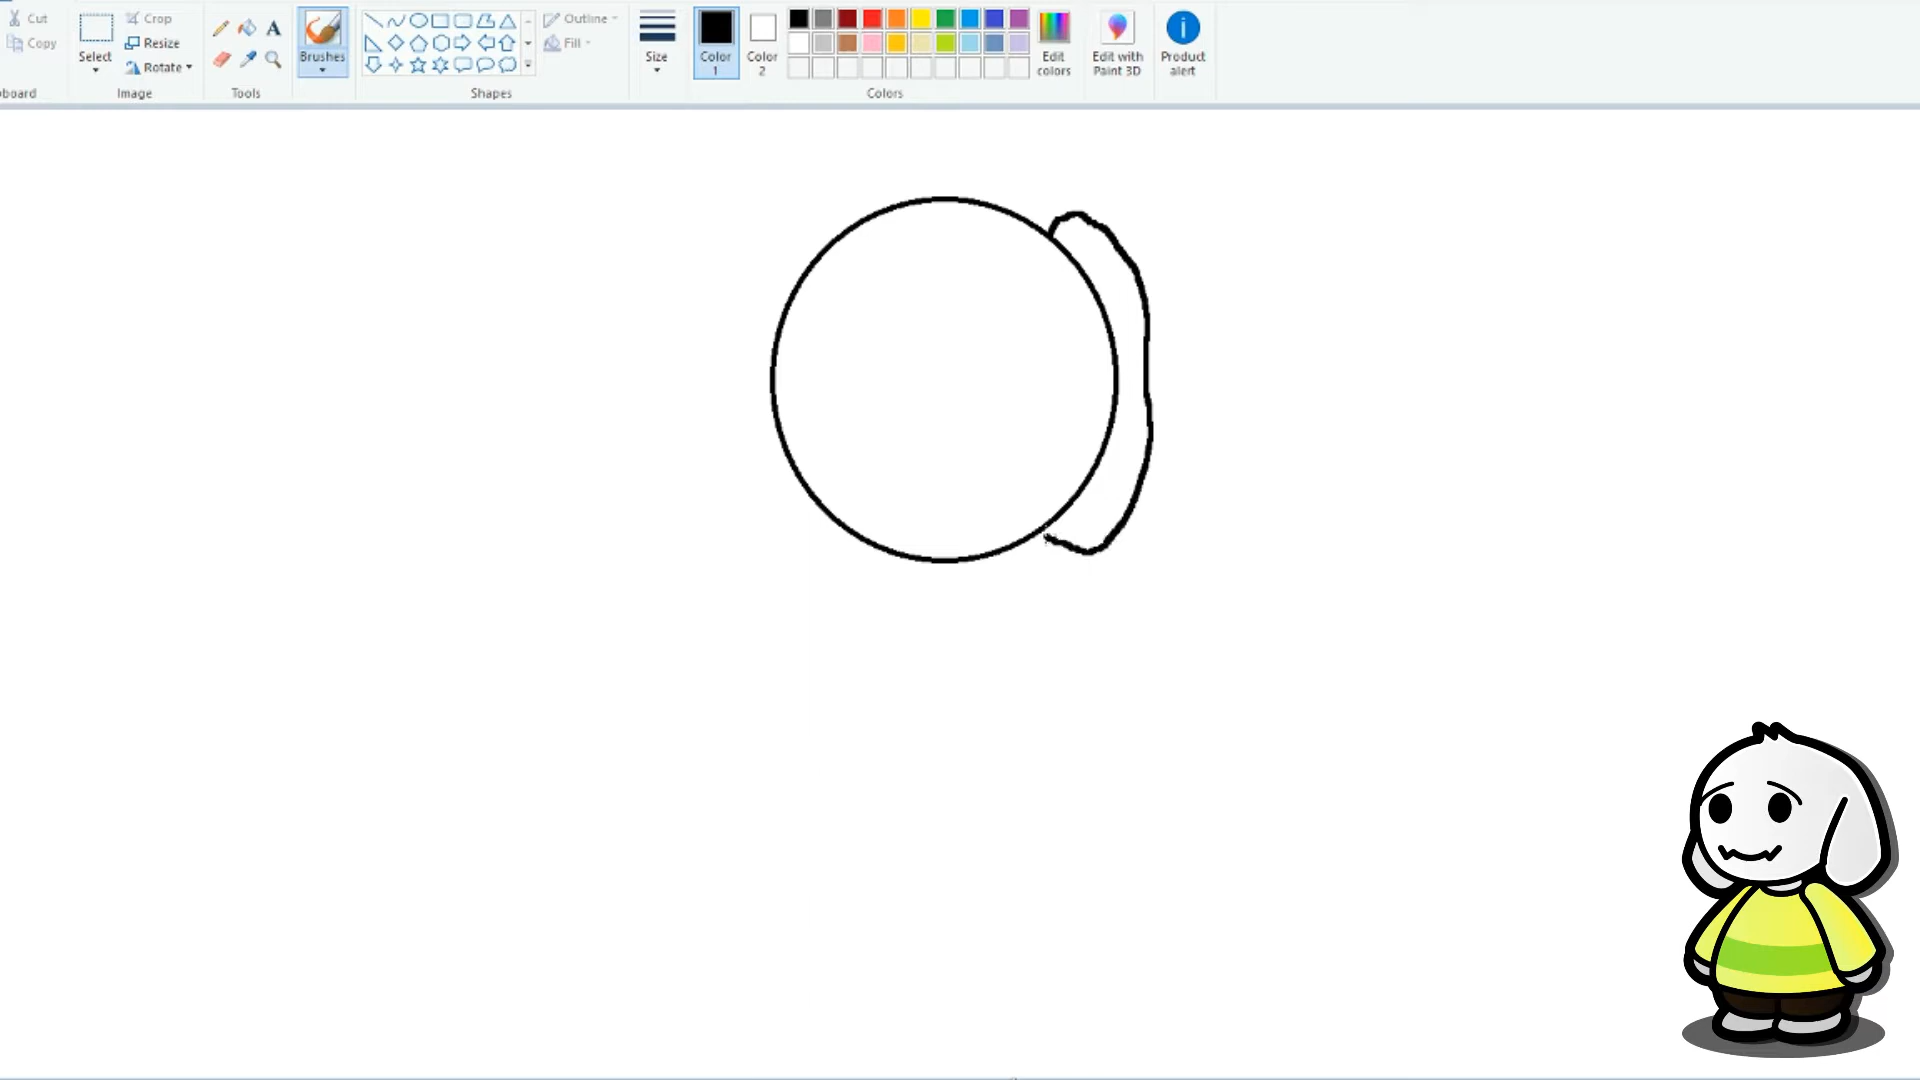 Cut
Copy
Select
Crop
Resize
Rotate
A
Brushes
Outline
Fill
Size
Color
1
Color
2
Edit
colors
Edit with
Paint 3D
Product
alert
board
Image
Tools
Shapes
Colors